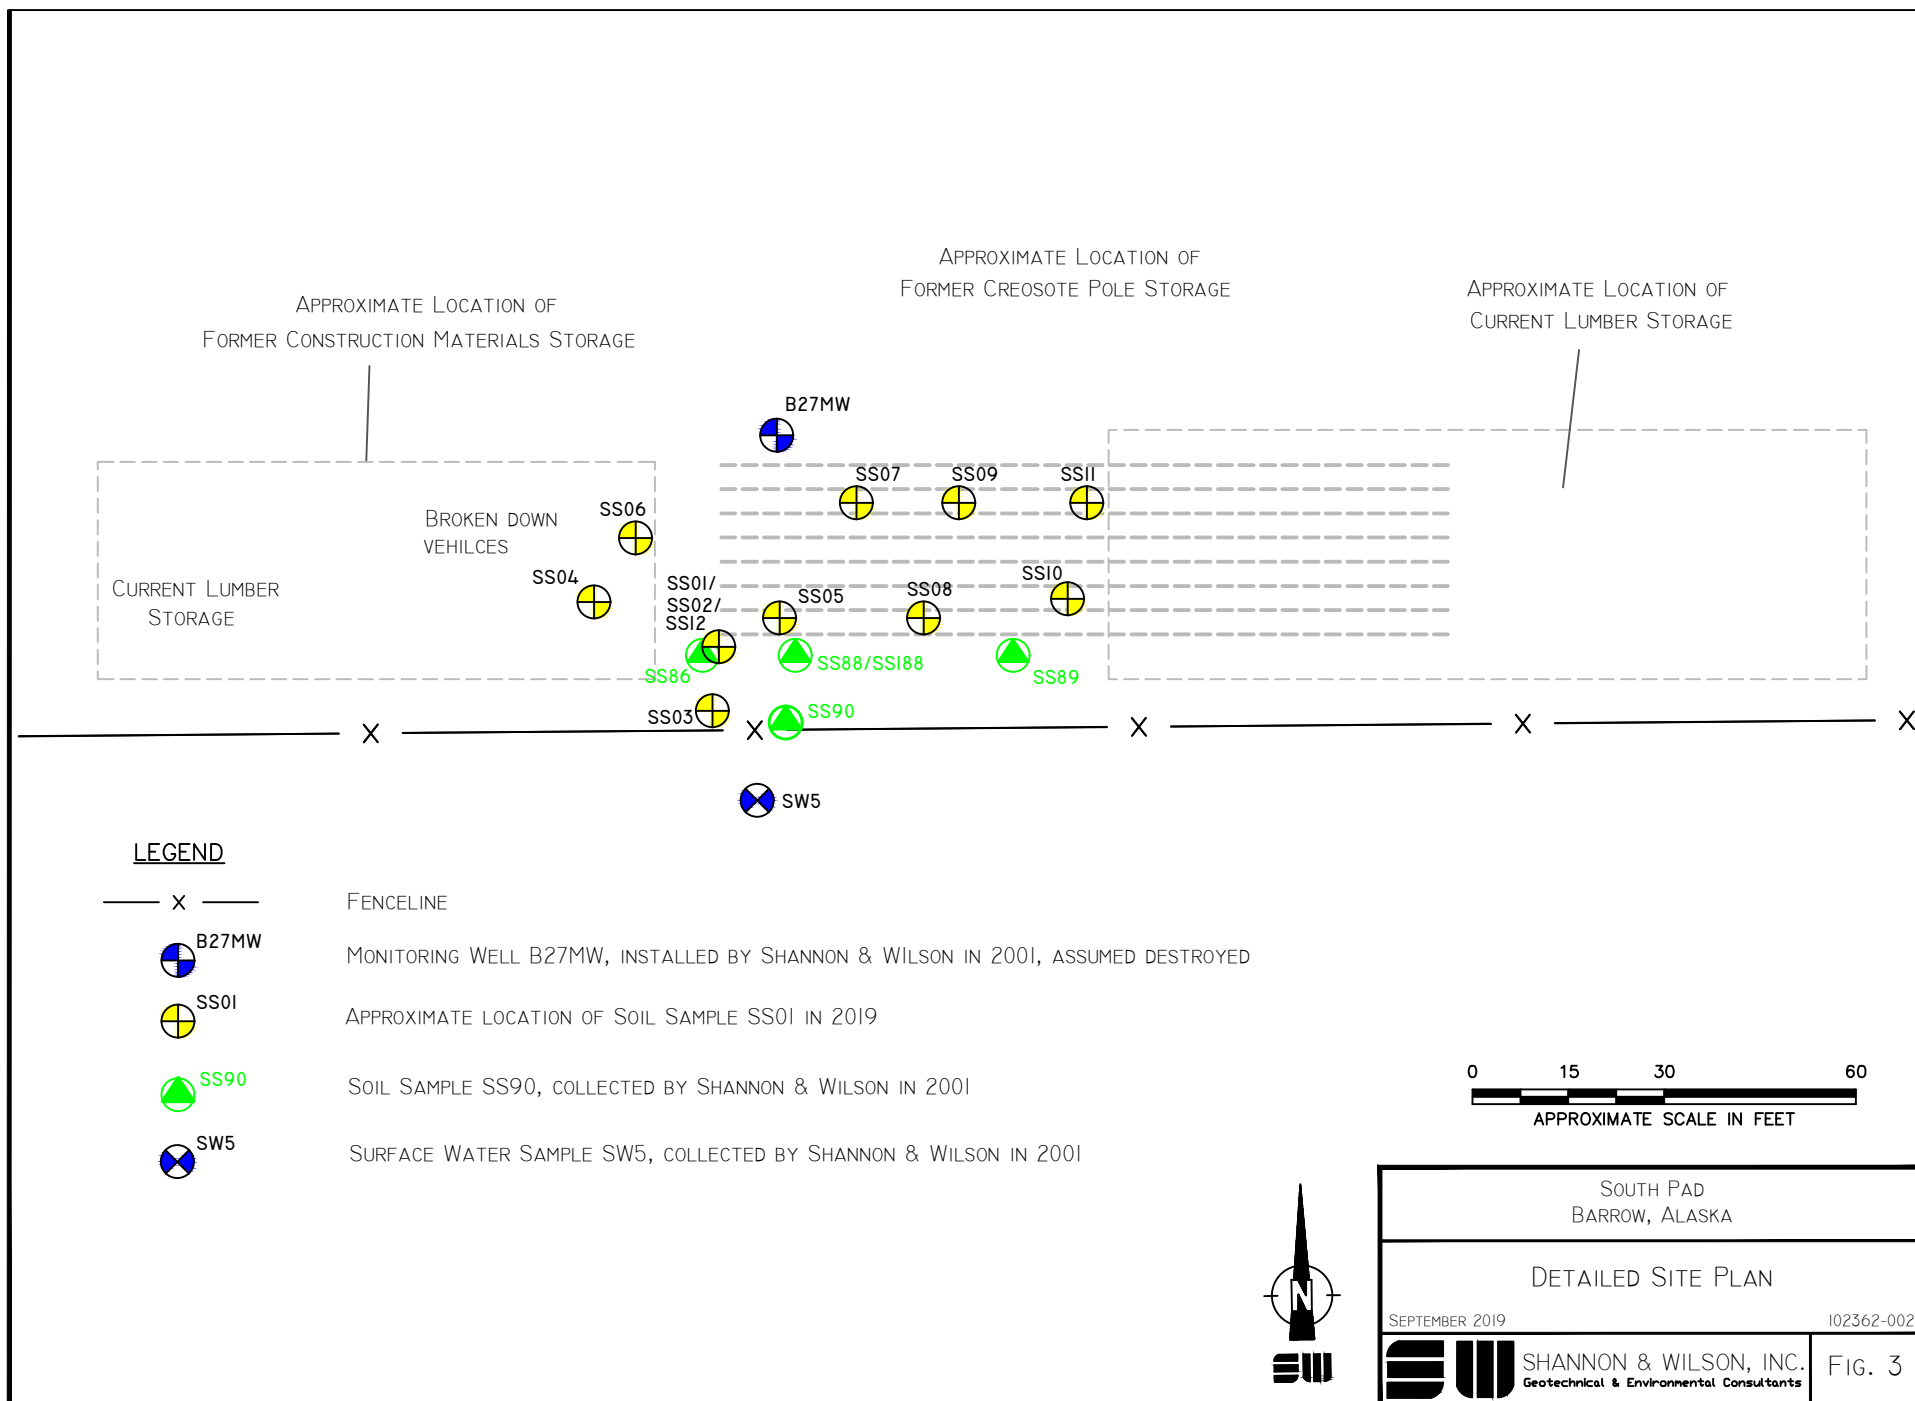 APPROXIMATE LOCATION OF
FORMER CREOSOTE POLE STORAGE
APPROXIMATE LOCATION OF
CURRENT LUMBER STORAGE
APPROXIMATE LOCATION OF
FORMER CONSTRUCTION MATERIALS STORAGE
B27MW
SS07
SS09
SS11
SS06
BROKEN DOWN
VEHILCES
SS04
SS01/
SS02/
SS12
SS05
SS08
SS10
CURRENT LUMBER
STORAGE
SS86
SS88/SS188
SS89
SS03
SS90
X
X
X
X
X
SW5
LEGEND
X
FENCELINE
B27MW
MONITORING WELL B27MW, INSTALLED BY SHANNON & WILSON IN 2001, ASSUMED DESTROYED
SS01
APPROXIMATE LOCATION OF SOIL SAMPLE SS01 IN 2019
SS90
SOIL SAMPLE SS90, COLLECTED BY SHANNON & WILSON IN 2001
SW5
SURFACE WATER SAMPLE SW5, COLLECTED BY SHANNON & WILSON IN 2001
0 15 30 60
APPROXIMATE SCALE IN FEET
N
SOUTH PAD
BARROW, ALASKA
DETAILED SITE PLAN
SEPTEMBER 2019
102362-002
SHANNON & WILSON, INC.
Geotechnical & Environmental Consultants
FIG. 3